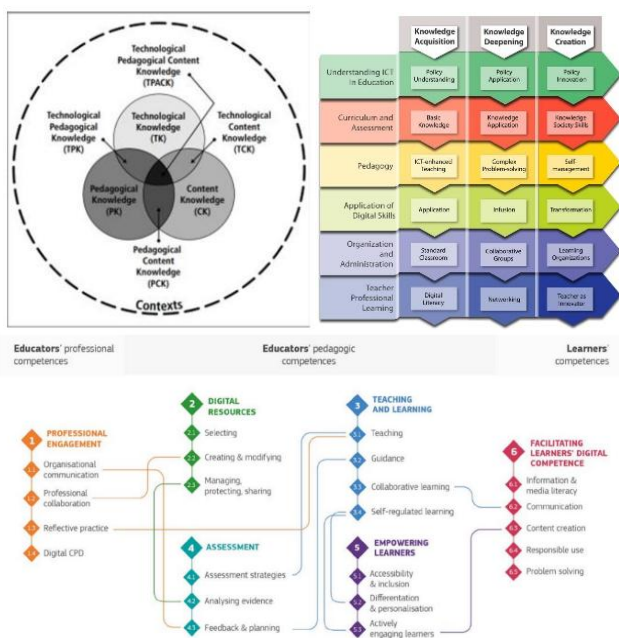 Technological
Pedagogical Content
Knowledge
(TPACK)
Technological
Pedagogical
Knowledge
(TPK)
Technological
Knowledge
(TK)
Technological
Content
Knowledge
(TCK)
Pedagogical
Knowledge
(PK)
Content
Knowledge
(CK)
Pedagogical
Content
Knowledge
(PCK)
Contexts
Knowledge
Acquisition
Knowledge
Deepening
Knowledge
Creation
Understanding ICT
in Education
Policy
Understanding
Policy
Application
Policy
Innovation
Curriculum and
Assessment
Basic
Knowledge
Knowledge
Application
Knowledge
Society Skills
Pedagogy
ICT-enhanced
Teaching
Complex
Problem-solving
Self-
management
Application of
Digital Skills
Application
Infusion
Transformation
Organization
and
Administration
Standard
Classroom
Collaborative
Groups
Learning
Organizations
Teacher
Professional
Learning
Digital
Literacy
Networking
Teacher as
Innovator
Educators' professional
competences
Educators' pedagogic
competences
Learners'
competences
1 PROFESSIONAL
ENGAGEMENT
1.1 Organisational
communication
1.2 Professional
collaboration
1.3 Reflective practice
1.4 Digital CPD
2 DIGITAL
RESOURCES
2.1 Selecting
2.2 Creating & modifying
2.3 Managing,
protecting, sharing
3 TEACHING
AND LEARNING
3.1 Teaching
3.2 Guidance
3.3 Collaborative learning
3.4 Self-regulated learning
4 ASSESSMENT
4.1 Assessment strategies
4.2 Analysing evidence
4.3 Feedback & planning
5 EMPOWERING
LEARNERS
5.1 Accessibility
& inclusion
5.2 Differentation
& personalisation
5.3 Actively
engaging learners
6 FACILITATING
LEARNERS' DIGITAL
COMPETENCE
6.1 Information &
media literacy
6.2 Communication
6.3 Content creation
6.4 Responsible use
6.5 Problem solving